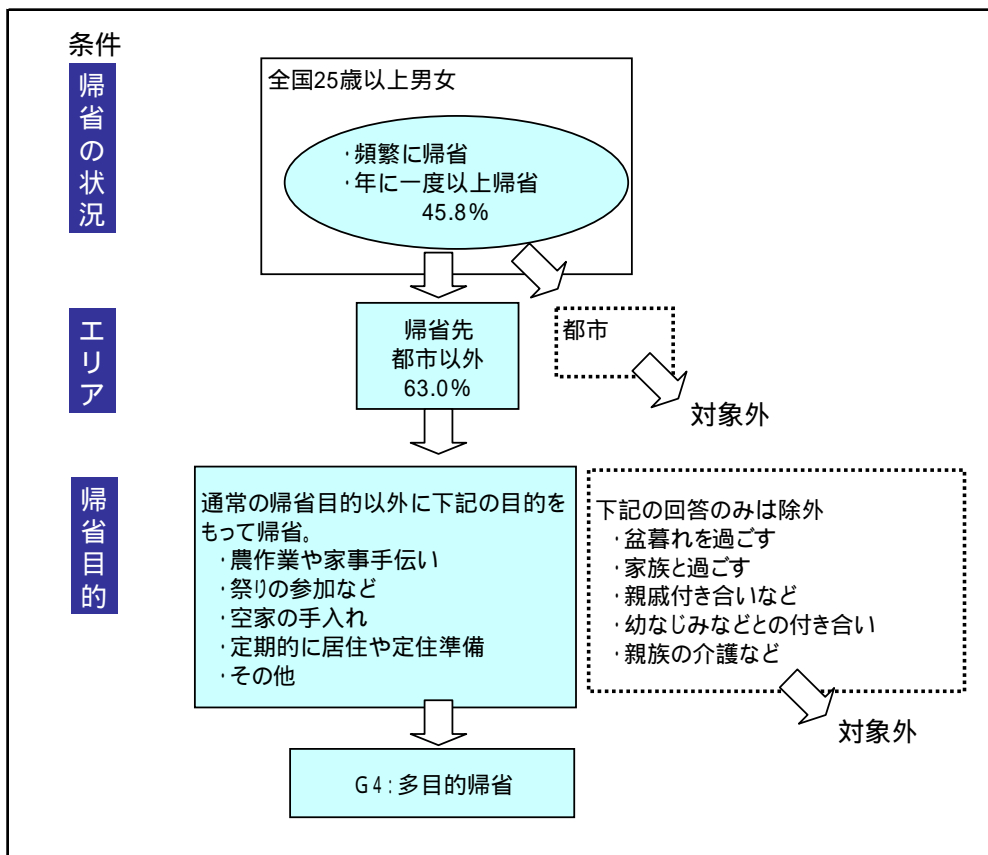 条件
帰省の状況
全国25歳以上男女
・頻繁に帰省
・年に一度以上帰省
45.8%
エリア
帰省先
都市以外
63.0%
都市
対象外
帰省目的
通常の帰省目的以外に下記の目的を
もって帰省。
・農作業や家事手伝い
・祭りの参加など
・空家の手入れ
・定期的に居住や定住準備
・その他
下記の回答のみは除外
・盆暮れを過ごす
・家族と過ごす
・親戚付き合いなど
・幼なじみなどとの付き合い
・親族の介護など
対象外
G4:多目的帰省